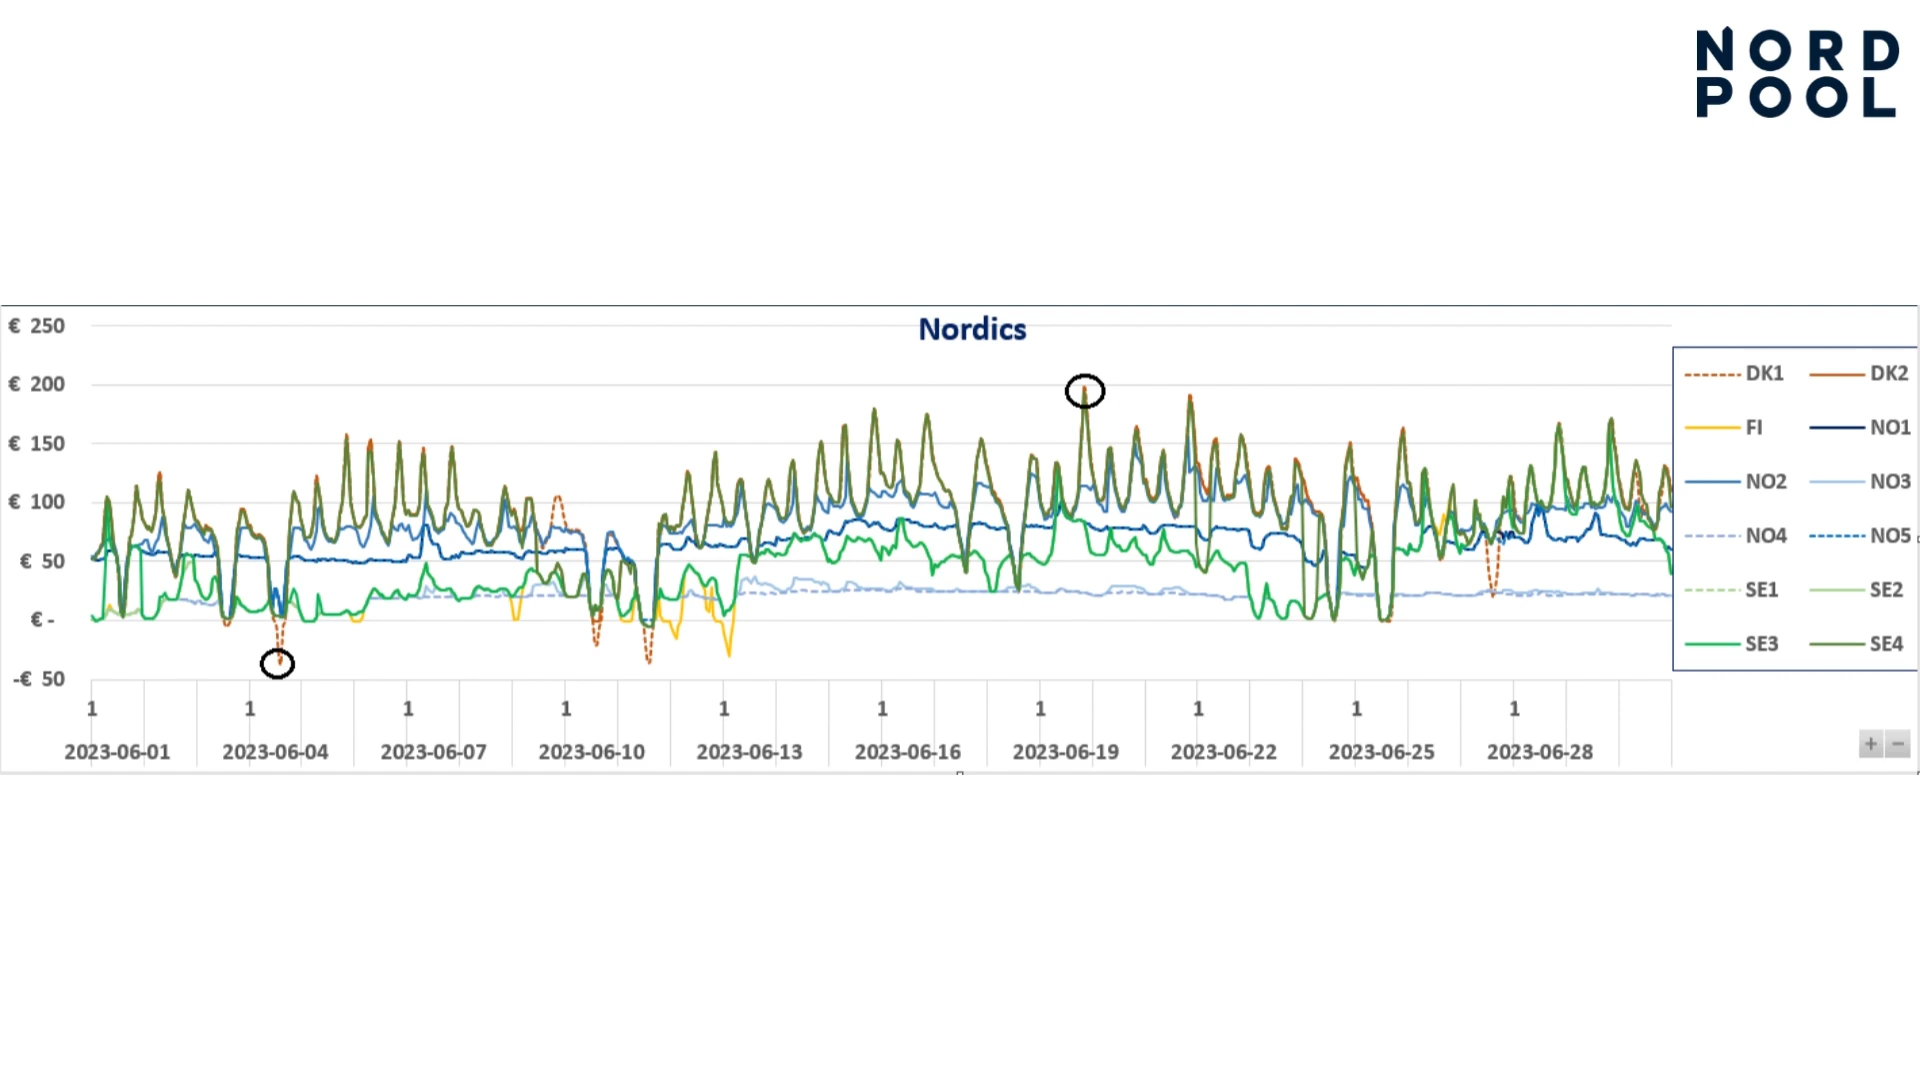 NORD
POOL
Nordics
€ 250
€ 200
€ 150
€ 100
€ 50
€ -
-€ 50
DK1 DK2
FI NO1
NO2 NO3
NO4 NO5
SE1 SE2
SE3 SE4
1 1 1 1 1 1 1 1 1 1
2023-06-01 2023-06-04 2023-06-07 2023-06-10 2023-06-13 2023-06-16 2023-06-19 2023-06-22 2023-06-25 2023-06-28
+ −